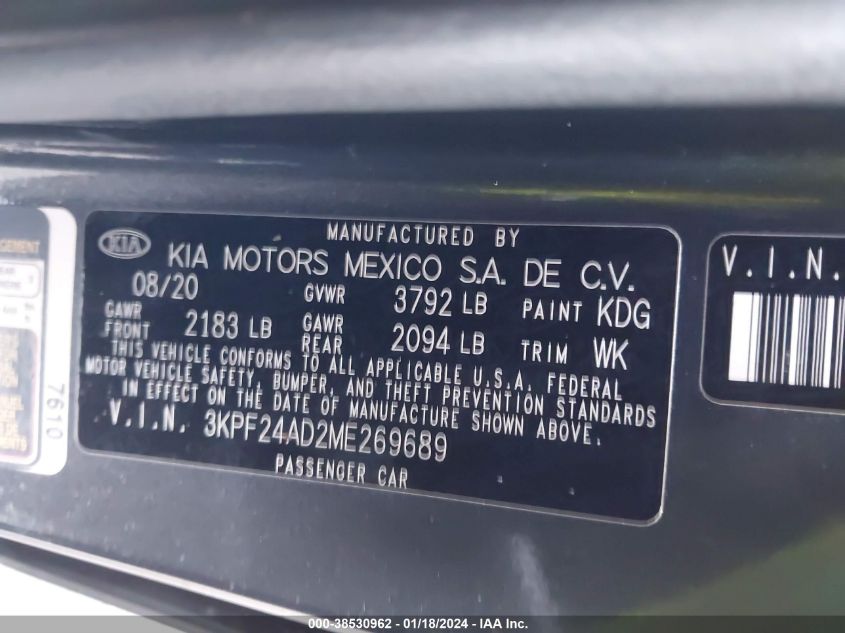 MANUFACTURED BY
KIA KIA MOTORS MEXICO S.A. DE C.V.
08/20 GVWR 3792 LB PAINT KDG
GAWR FRONT 2183 LB GAWR REAR 2094 LB TRIM WK
THIS VEHICLE CONFORMS TO ALL APPLICABLE U.S.A. FEDERAL
MOTOR VEHICLE SAFETY, BUMPER, AND THEFT PREVENTION STANDARDS
IN EFFECT ON THE DATE OF MANUFACTURE SHOWN ABOVE.
V.I.N. 3KPF24AD2ME269689
PASSENGER CAR
V.I.N.
7610
000-38530962 - 01/18/2024 - IAAI.com